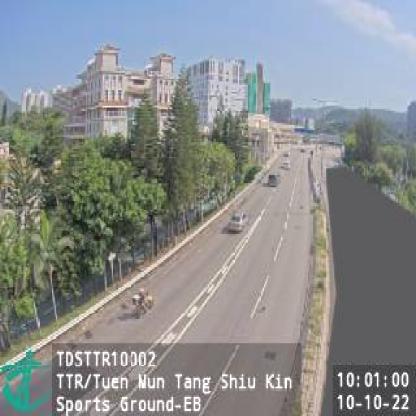 TDSTTR10002
TTR/Tuen Mun Tang Shiu Kin
Sports Ground-EB
10:01:00
10-10-22